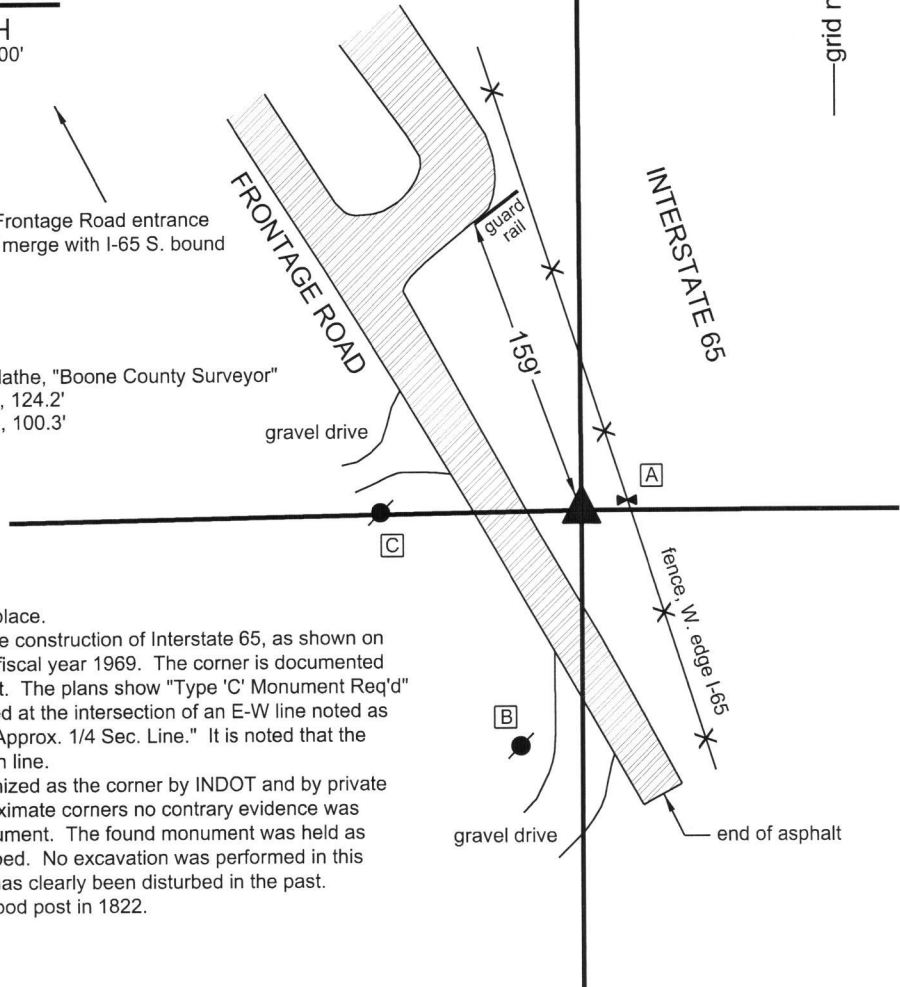 H
00'
grid
Frontage Road entrance
merge with I-65 S. bound
FRONTAGE ROAD
guard
rail
INTERSTATE 65
159'
lathe, "Boone County Surveyor"
, 124.2'
, 100.3'
gravel drive
A
C
fence, W. edge I-65
place.
e construction of Interstate 65, as shown on
fiscal year 1969. The corner is documented
t. The plans show "Type 'C' Monument Req'd"
ed at the intersection of an E-W line noted as
Approx. 1/4 Sec. Line." It is noted that the
n line.
nized as the corner by INDOT and by private
ximate corners no contrary evidence was
ument. The found monument was held as
bed. No excavation was performed in this
as clearly been disturbed in the past.
ood post in 1822.
B
gravel drive
end of asphalt